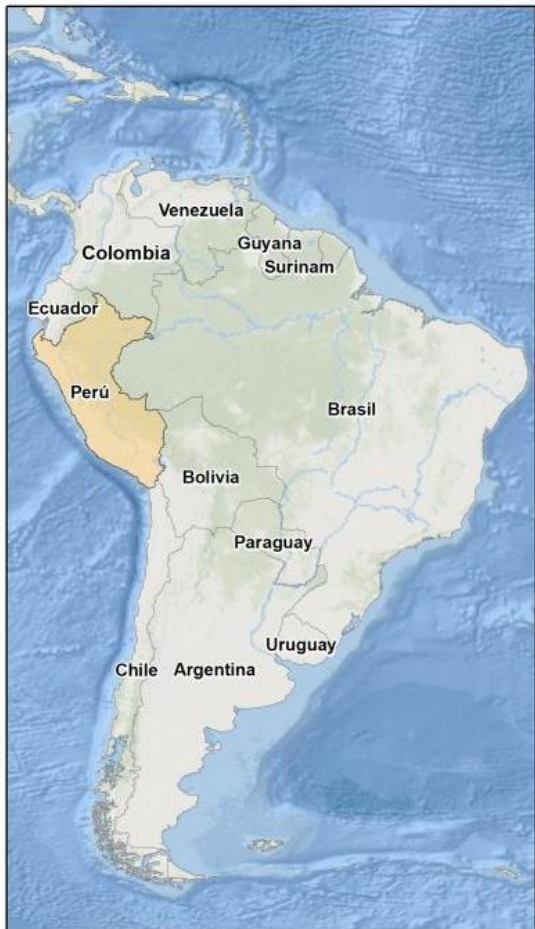 Venezuela
Guyana
Colombia
Surinam
Ecuador
Perú
Brasil
Bolivia
Paraguay
Uruguay
Chile
Argentina